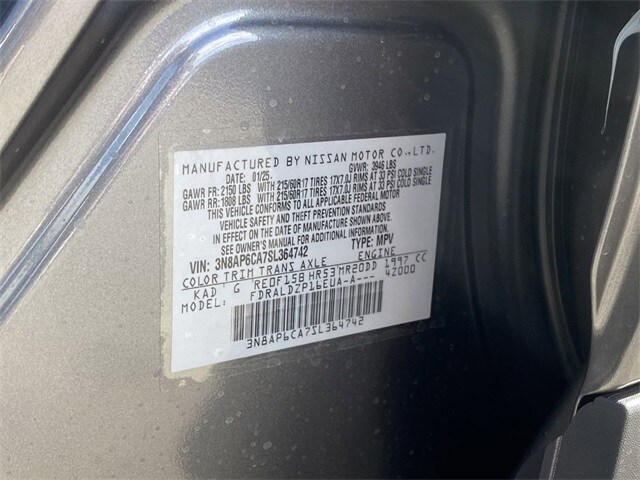 MANUFACTURED BY NISSAN MOTOR CO.,LTD.
DATE: 01/25. GVWR: 3946 LBS
GAWR FR: 2150 LBS WITH 215/60R17 TIRES 17X7.0J RIMS AT 33 PSI COLD SINGLE
GAWR RR: 1808 LBS WITH 215/60R17 TIRES 17X7.0J RIMS AT 33 PSI COLD SINGLE
THIS VEHICLE CONFORMS TO ALL APPLICABLE FEDERAL MOTOR
VEHICLE SAFETY AND THEFT PREVENTION STANDARDS
IN EFFECT ON THE DATE OF MANUFACTURE SHOWN ABOVE.
SEE OWNER'S MANUAL FOR ADDITIONAL INFORMATION
VIN: 3N8AP6CA7SL364742 TYPE: MPV
COLOR TRIM TRANS AXLE ENGINE
KAD G RE0F15B HR53 MR20DD 1997 CC
MODEL: FDRALDZP16EUA-A--- 4Z000
3N8AP6CA7SL364742